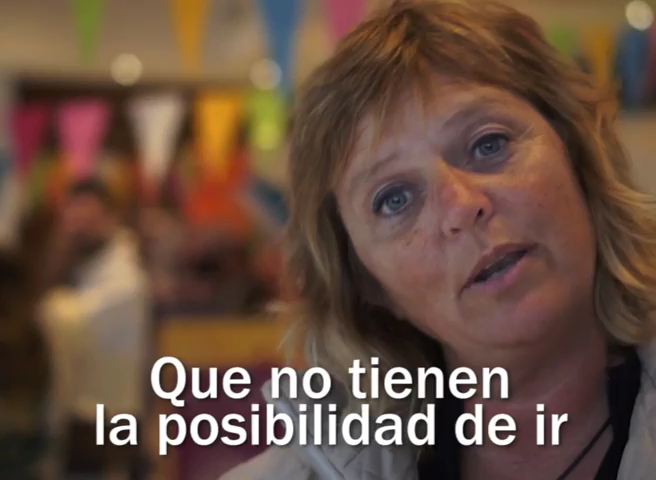 Que no tienen
la posibilidad de ir